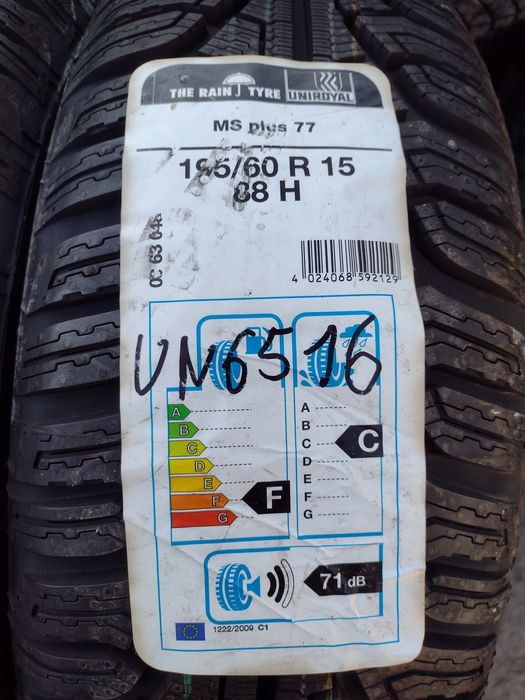 THE RAIN TYRE UNIROYAL
MS plus 77
195/60 R 15
88 H
4 024068 592129
UN6516
A
B
C
D
E
F
G
F
A
B
C
D
E
F
G
C
71 dB
1222/2009 C1